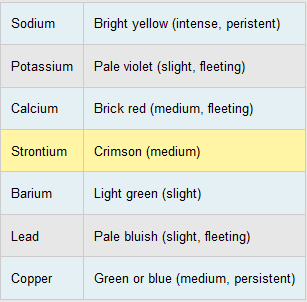 Sodium Bright yellow (intense, peristent)
Potassium Pale violet (slight, fleeting)
Calcium Brick red (medium, fleeting)
Strontium Crimson (medium)
Barium Light green (slight)
Lead Pale bluish (slight, fleeting)
Copper Green or blue (medium, persistent)